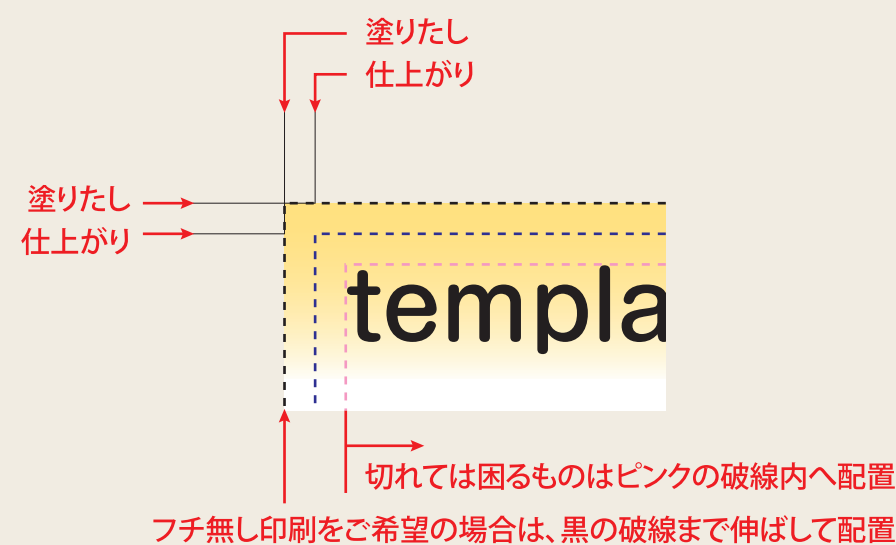 塗りたし
仕上がり
塗りたし
仕上がり
templa
切れては困るものはピンクの破線内へ配置
フチ無し印刷をご希望の場合は、黒の破線まで伸ばして配置